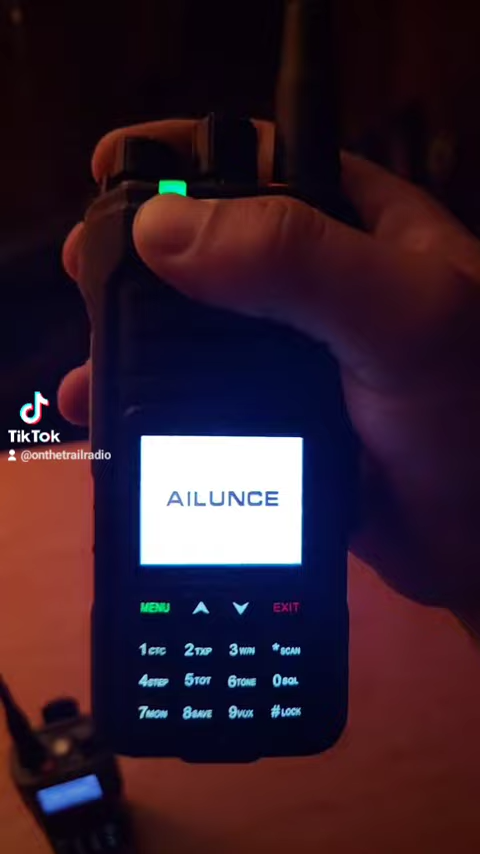 TikTok
@onthetrailradio
AILUNCE
MENU EXIT
1CTC 2TXP 3W/N *SCAN
4STEP 5TOT 6TONE 0SQL
7MON 8SAVE 9VOX #LOCK